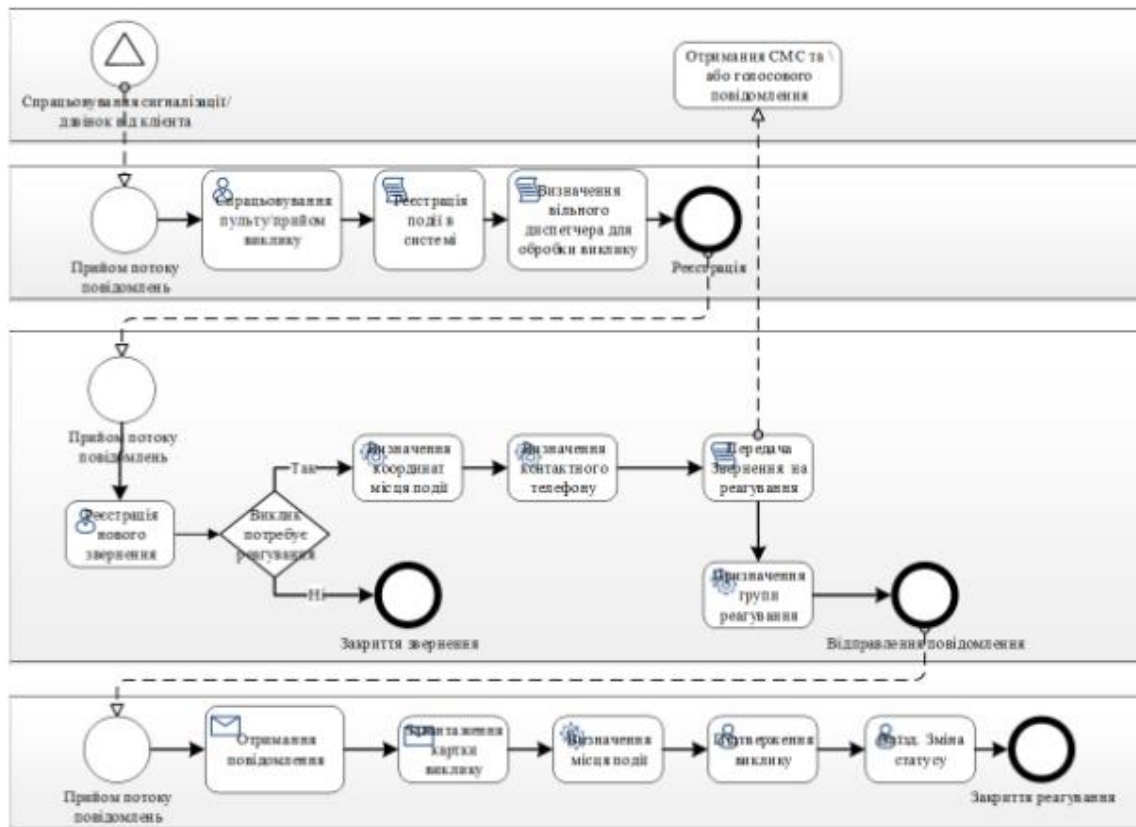 Спрацьовування сигналізації/
дзвінок від клієнта
Отримання СМС та \
або голосового
повідомлення
Прийом потоку
повідомлень
Спрацьовування
пульту/прийом
виклику
Реєстрація
події в
системі
Визначення
вільного
диспетчера для
обробки виклику
Реєстрація
Прийом потоку
повідомлень
Реєстрація
нового
звернення
Виклик
потребує
реагування
Так
Ні
Визначення
координат
місця події
Визначення
контактного
телефону
Передача
Звернення на
реагування
Закриття звернення
Призначення
групи
реагування
Відправлення повідомлення
Прийом потоку
повідомлень
Отримання
повідомлення
Завантаження
картки
виклику
Визначення
місця події
виклику
Зміна
статусу
Закриття реагування